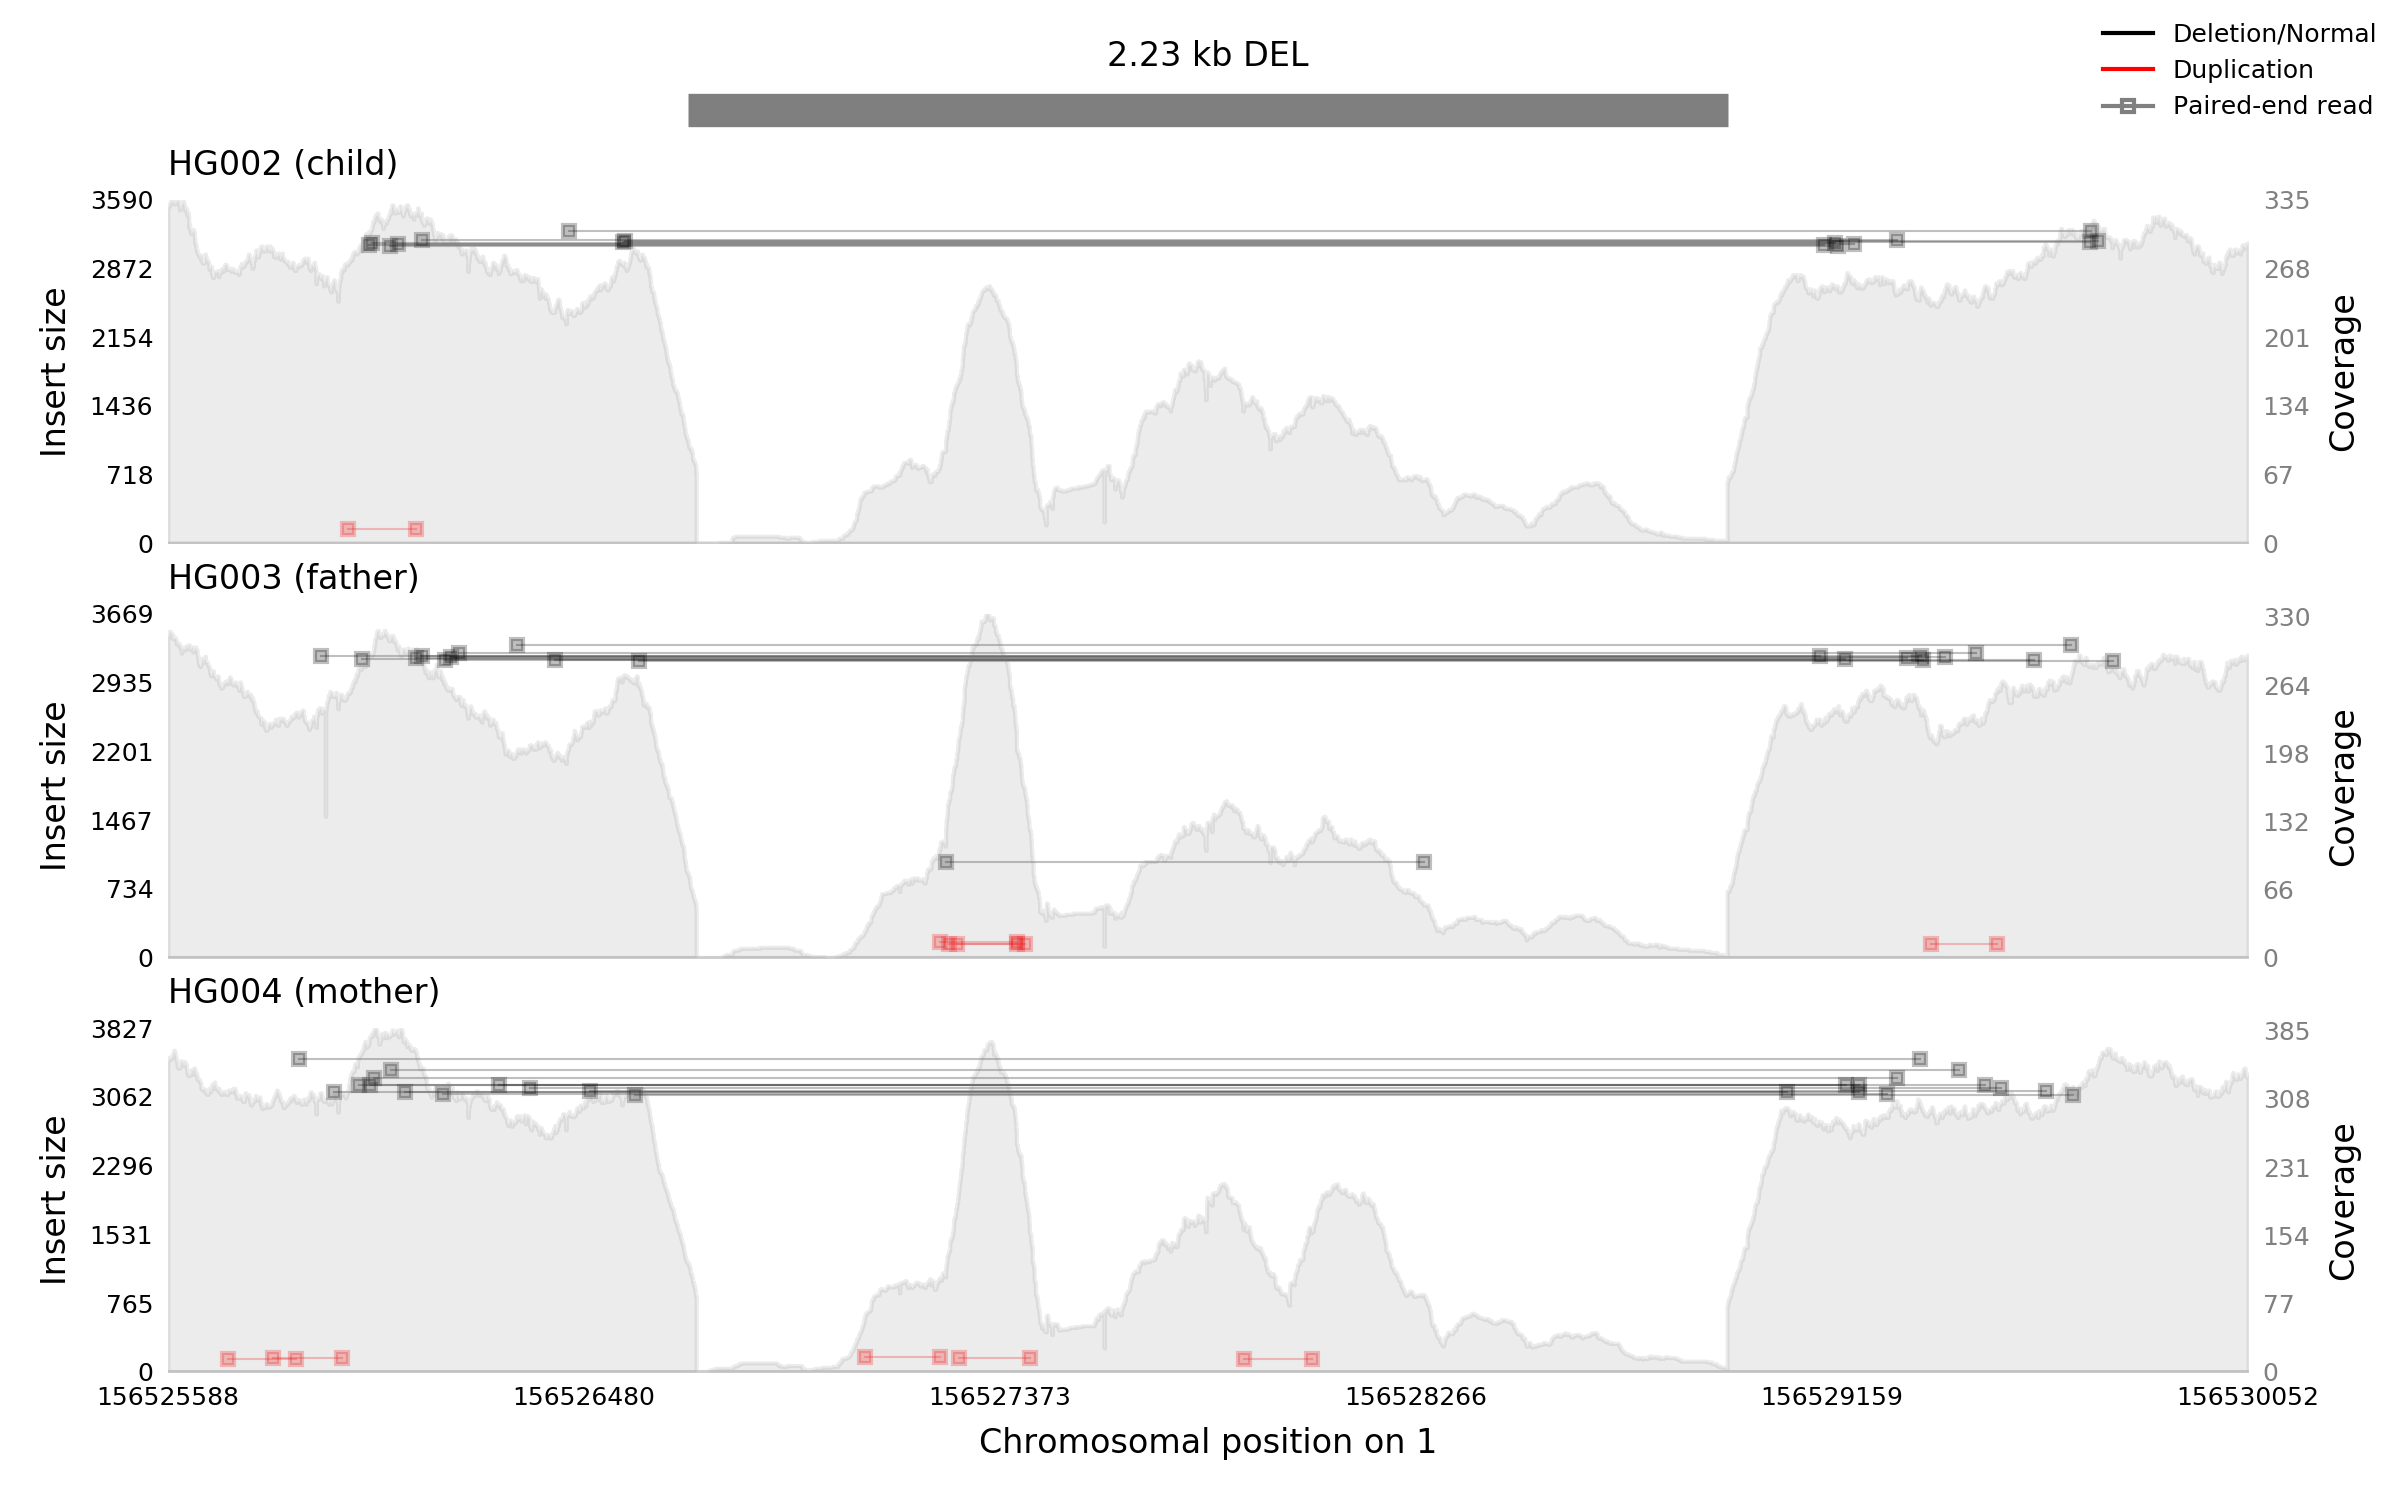 Deletion/Normal
2.23 kb DEL
Duplication
Paired-end read
HG002 (child)
3590 335
2872 268
2154 201
1436 134
718 67
0 0
Insert size
Coverage
HG003 (father)
3669 330
2935 264
2201 198
1467 132
734 66
0 0
Insert size
Coverage
HG004 (mother)
3827 385
3062 308
2296 231
1531 154
765 77
0 0
Insert size
Coverage
156525588 156526480 156527373 156528266 156529159 156530052
Chromosomal position on 1